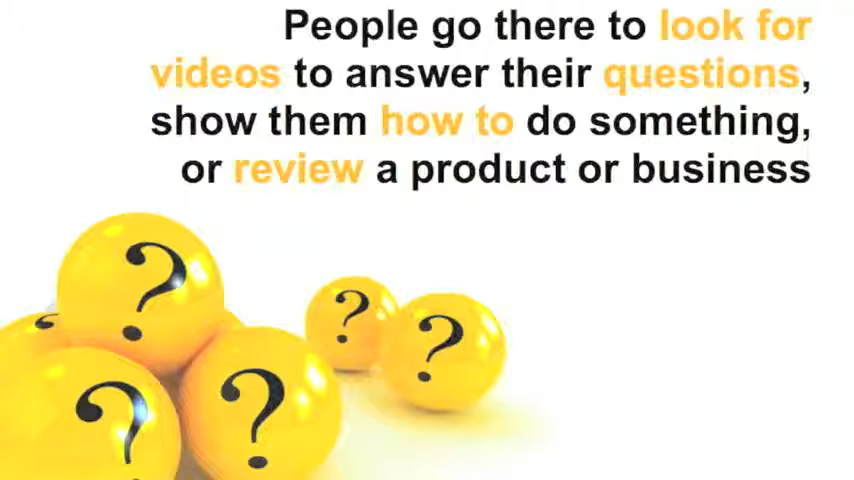 People go there to look for
videos to answer their questions,
show them how to do something,
or review a product or business
?
?
?
?
?